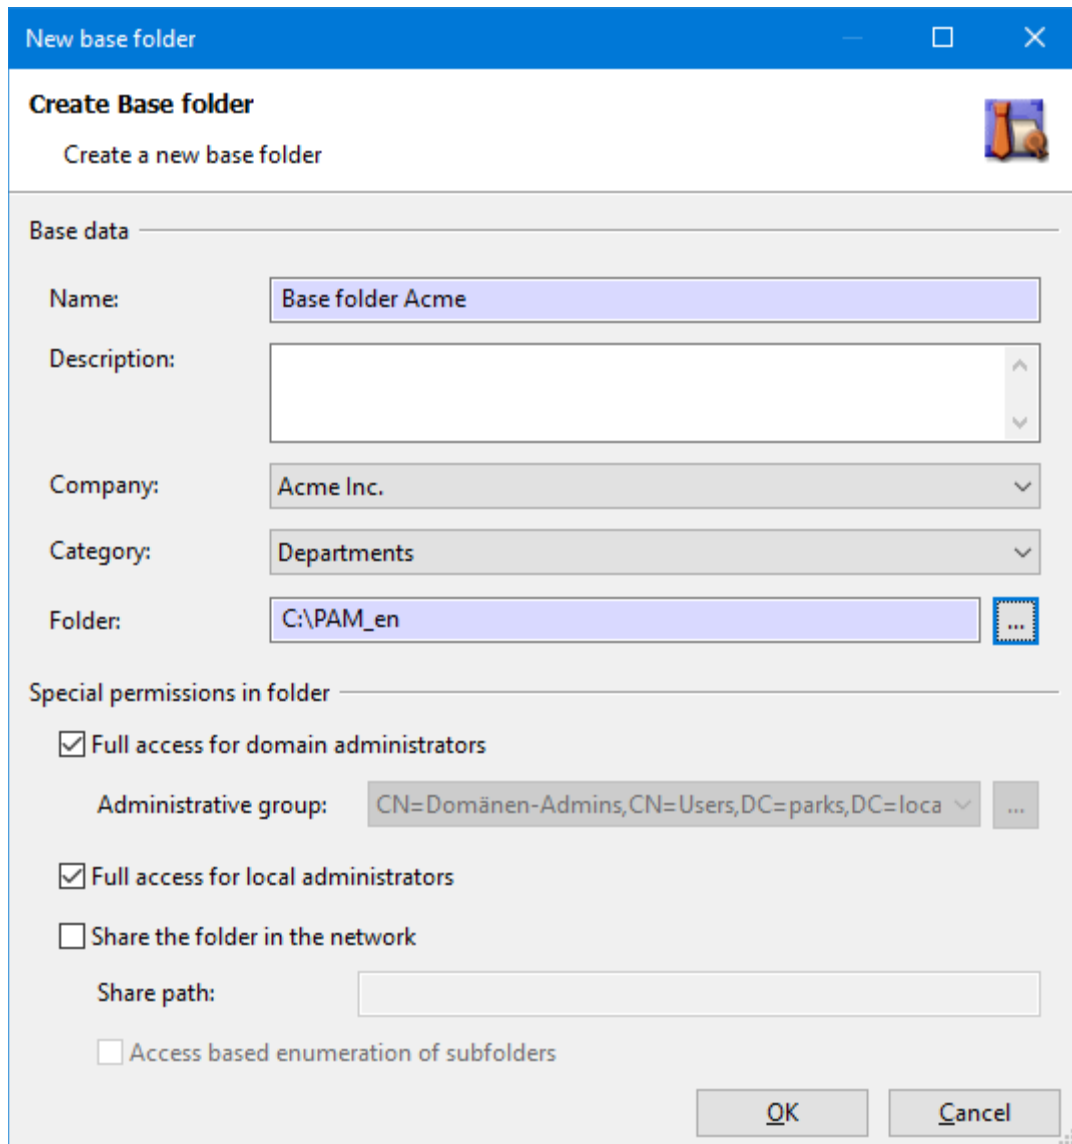 New base folder
Create Base folder
Create a new base folder
Base data
Name: Base folder Acme
Description:
Company: Acme Inc.
Category: Departments
Folder: C:\PAM_en ...
Special permissions in folder
Full access for domain administrators
Administrative group: CN=Domänen-Admins,CN=Users,DC=parks,DC=loca ...
Full access for local administrators
Share the folder in the network
Share path:
Access based enumeration of subfolders
OK Cancel